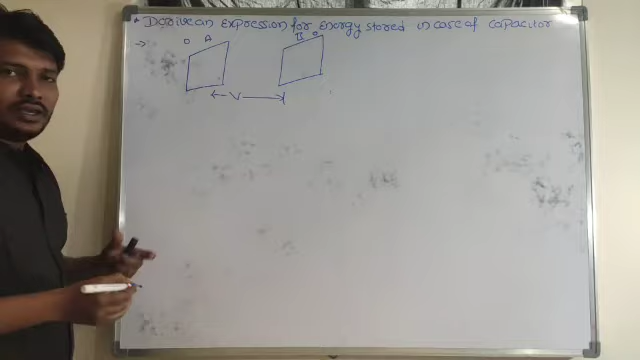 * Derive an expression for energy stored in case of capacitor
→
O A B O
← V →